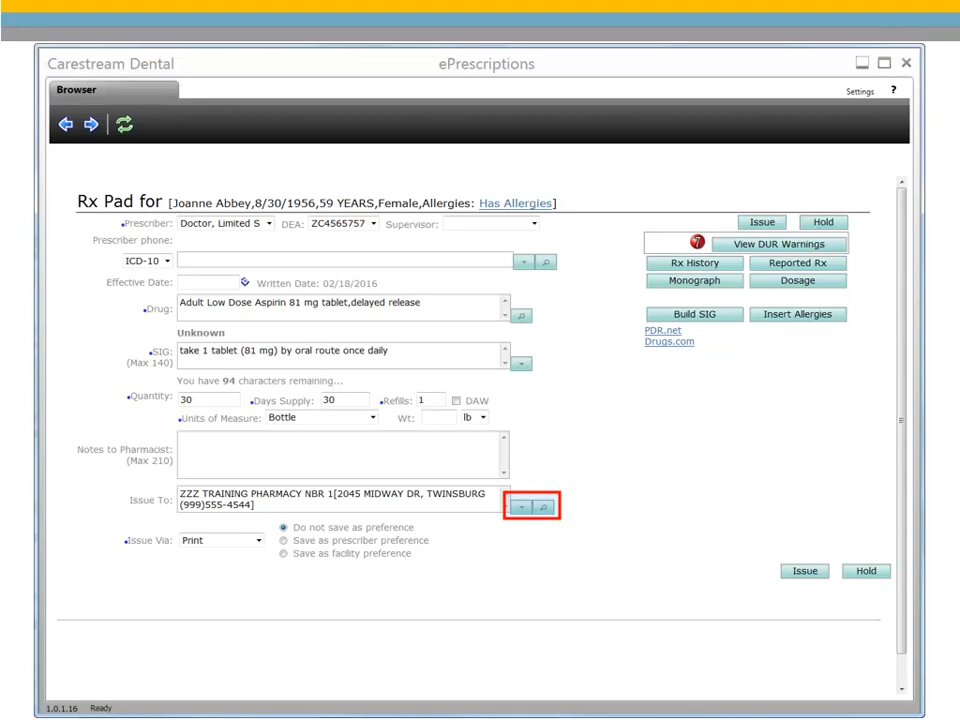 Carestream Dental ePrescriptions
Browser
Settings ?
Rx Pad for [Joanne Abbey,8/30/1956,59 YEARS,Female,Allergies: Has Allergies]
Prescriber: Doctor, Limited S DEA: ZC4565757 Supervisor:
Issue Hold
Prescriber phone:
7 View DUR Warnings
ICD-10
Rx History Reported Rx
Effective Date: Written Date: 02/18/2016
Monograph Dosage
Drug: Adult Low Dose Aspirin 81 mg tablet,delayed release
Build SIG Insert Allergies
Unknown
PDR.net
Drugs.com
SIG: take 1 tablet (81 mg) by oral route once daily
(Max 140)
You have 94 characters remaining...
Quantity: 30 Days Supply: 30 Refills: 1 DAW
Units of Measure: Bottle Wt: lb
Notes to Pharmacist:
(Max 210)
Issue To: ZZZ TRAINING PHARMACY NBR 1[2045 MIDWAY DR, TWINSBURG
(999)555-4544]
Do not save as preference
Issue Via: Print Save as prescriber preference
Save as facility preference
Issue Hold
1.0.1.16 Ready